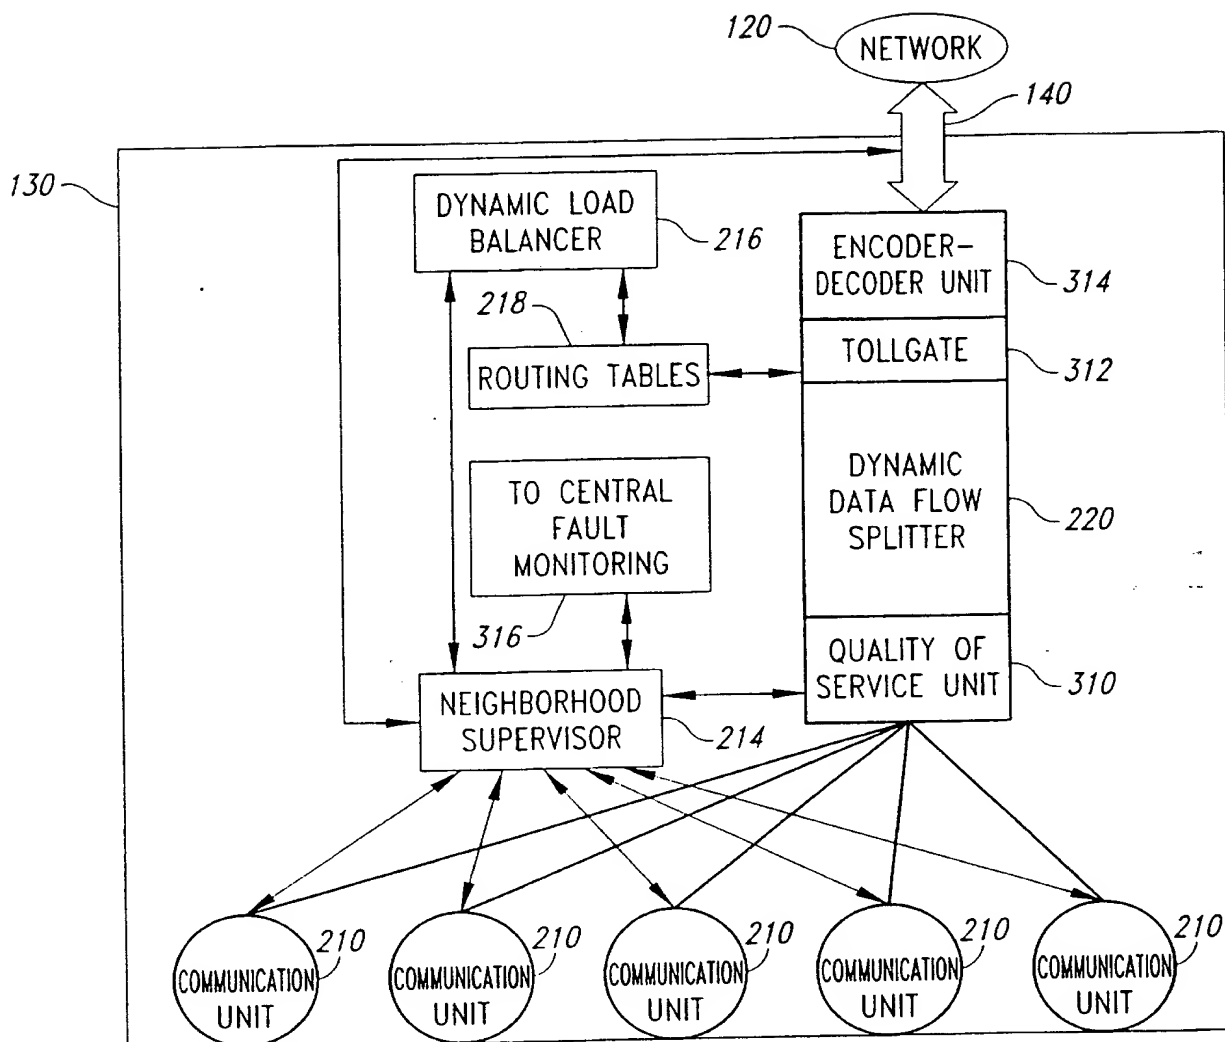 120
NETWORK
140
130
DYNAMIC LOAD
BALANCER
216
ENCODER-
DECODER UNIT
314
218
ROUTING TABLES
TOLLGATE
312
TO CENTRAL
FAULT
MONITORING
316
DYNAMIC
DATA FLOW
SPLITTER
220
QUALITY OF
SERVICE UNIT
310
NEIGHBORHOOD
SUPERVISOR
214
210
COMMUNICATION
UNIT
210
COMMUNICATION
UNIT
210
COMMUNICATION
UNIT
210
COMMUNICATION
UNIT
210
COMMUNICATION
UNIT